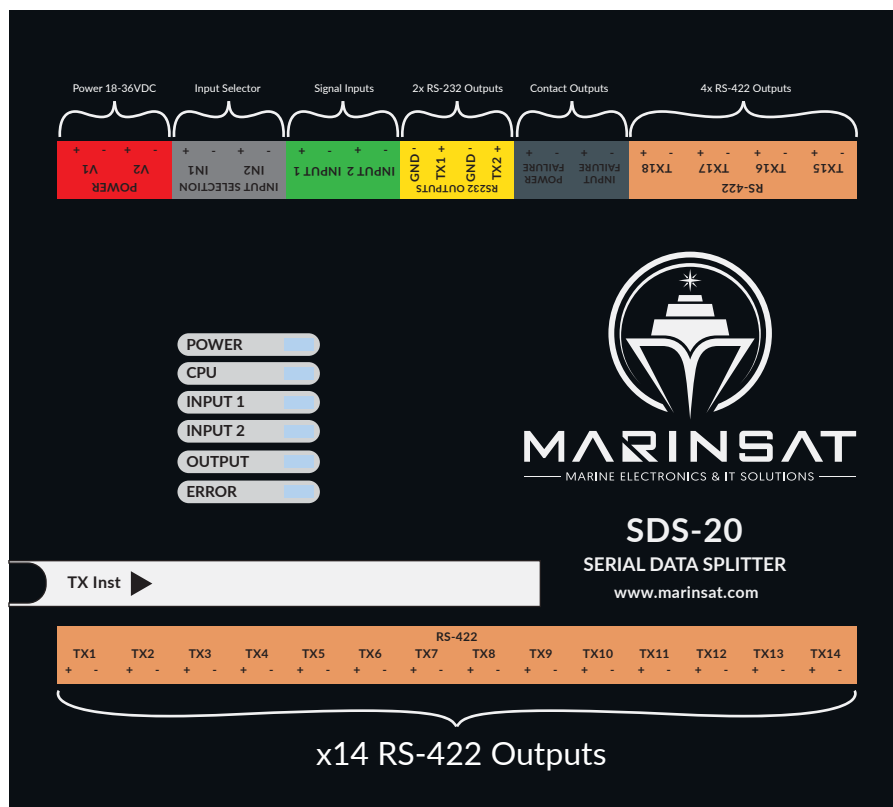 Power 18-36VDC Input Selector Signal Inputs 2x RS-232 Outputs Contact Outputs 4x RS-422 Outputs
+ - + - + - + - + - + - GND - TX1 + GND - TX2 + + - + - + - + - + - + -
V1 V2 IN1 IN2 INPUT 1 INPUT 2 POWER FAILURE INPUT FAILURE TX18 TX17 TX16 TX15
POWER INPUT SELECTION RS232 OUTPUTS RS-422
POWER
CPU
INPUT 1
INPUT 2
OUTPUT
ERROR
MARINSAT
MARINE ELECTRONICS & IT SOLUTIONS
SDS-20
SERIAL DATA SPLITTER
www.marinsat.com
TX Inst
RS-422
TX1 TX2 TX3 TX4 TX5 TX6 TX7 TX8 TX9 TX10 TX11 TX12 TX13 TX14
+ - + - + - + - + - + - + - + - + - + - + - + - + - + -
x14 RS-422 Outputs